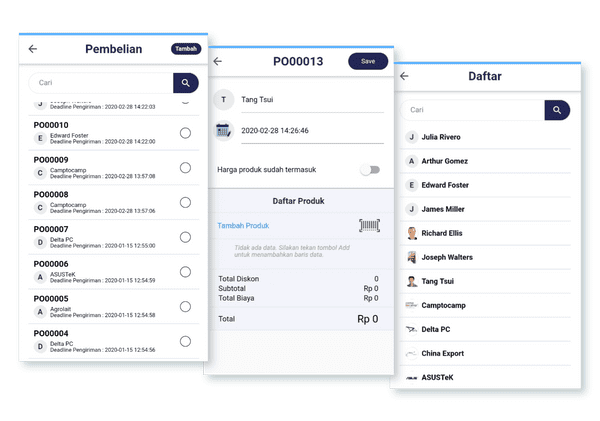 Pembelian
Tambah
Cari
J
Joseph Walters
Deadline Pengiriman : 2020-02-28 14:22:03
PO00010
E
Edward Foster
Deadline Pengiriman : 2020-02-28 14:22:00
PO00009
C
Camptocamp
Deadline Pengiriman : 2020-02-28 13:57:08
PO00008
C
Camptocamp
Deadline Pengiriman : 2020-02-28 13:57:06
PO00007
D
Delta PC
Deadline Pengiriman : 2020-01-15 12:55:00
PO00006
A
ASUSTeK
Deadline Pengiriman : 2020-01-15 12:54:59
PO00005
A
Agrolait
Deadline Pengiriman : 2020-01-15 12:54:58
PO00004
D
Delta PC
Deadline Pengiriman : 2020-01-15 12:54:56
PO00013
Save
T
Tang Tsui
2020-02-28 14:26:46
Harga produk sudah termasuk
Daftar Produk
Tambah Produk
Tidak ada data. Silakan tekan tombol Add
untuk menambahkan baris data.
Total Diskon 0
Subtotal Rp 0
Total Biaya Rp 0
Total Rp 0
Daftar
Cari
J Julia Rivero
A Arthur Gomez
E Edward Foster
J James Miller
Richard Ellis
Joseph Walters
Tang Tsui
Camptocamp
Delta PC
China Export
ASUSTeK